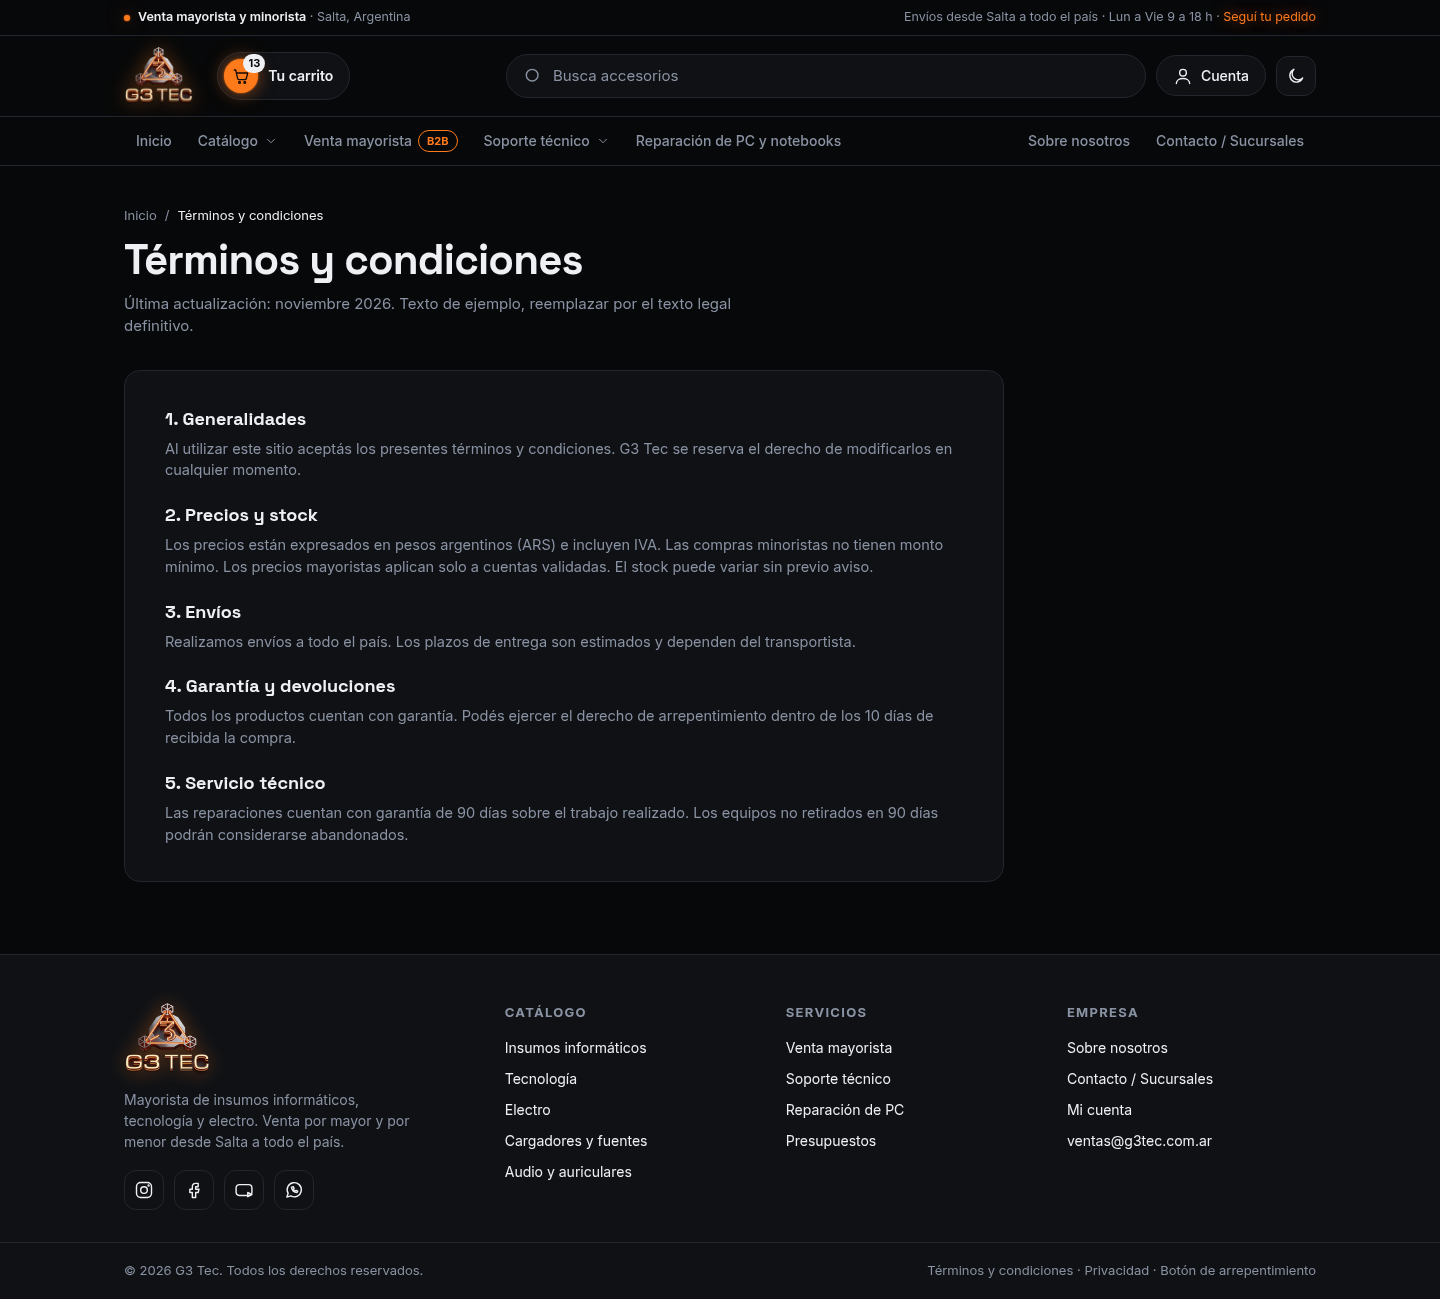 Venta mayorista y minorista · Salta, Argentina
Envíos desde Salta a todo el país · Lun a Vie 9 a 18 h · Seguí tu pedido
G3 TEC
13
Tu carrito
Busca accesorios
Cuenta
Inicio
Catálogo
Venta mayorista B2B
Soporte técnico
Reparación de PC y notebooks
Sobre nosotros
Contacto / Sucursales
Inicio / Términos y condiciones
Términos y condiciones
Última actualización: noviembre 2026. Texto de ejemplo, reemplazar por el texto legal
definitivo.
1. Generalidades
Al utilizar este sitio aceptás los presentes términos y condiciones. G3 Tec se reserva el derecho de modificarlos en
cualquier momento.
2. Precios y stock
Los precios están expresados en pesos argentinos (ARS) e incluyen IVA. Las compras minoristas no tienen monto
mínimo. Los precios mayoristas aplican solo a cuentas validadas. El stock puede variar sin previo aviso.
3. Envíos
Realizamos envíos a todo el país. Los plazos de entrega son estimados y dependen del transportista.
4. Garantía y devoluciones
Todos los productos cuentan con garantía. Podés ejercer el derecho de arrepentimiento dentro de los 10 días de
recibida la compra.
5. Servicio técnico
Las reparaciones cuentan con garantía de 90 días sobre el trabajo realizado. Los equipos no retirados en 90 días
podrán considerarse abandonados.
3
G3 TEC
Mayorista de insumos informáticos,
tecnología y electro. Venta por mayor y por
menor desde Salta a todo el país.
CATÁLOGO
Insumos informáticos
Tecnología
Electro
Cargadores y fuentes
Audio y auriculares
SERVICIOS
Venta mayorista
Soporte técnico
Reparación de PC
Presupuestos
EMPRESA
Sobre nosotros
Contacto / Sucursales
Mi cuenta
ventas@g3tec.com.ar
© 2026 G3 Tec. Todos los derechos reservados.
Términos y condiciones · Privacidad · Botón de arrepentimiento